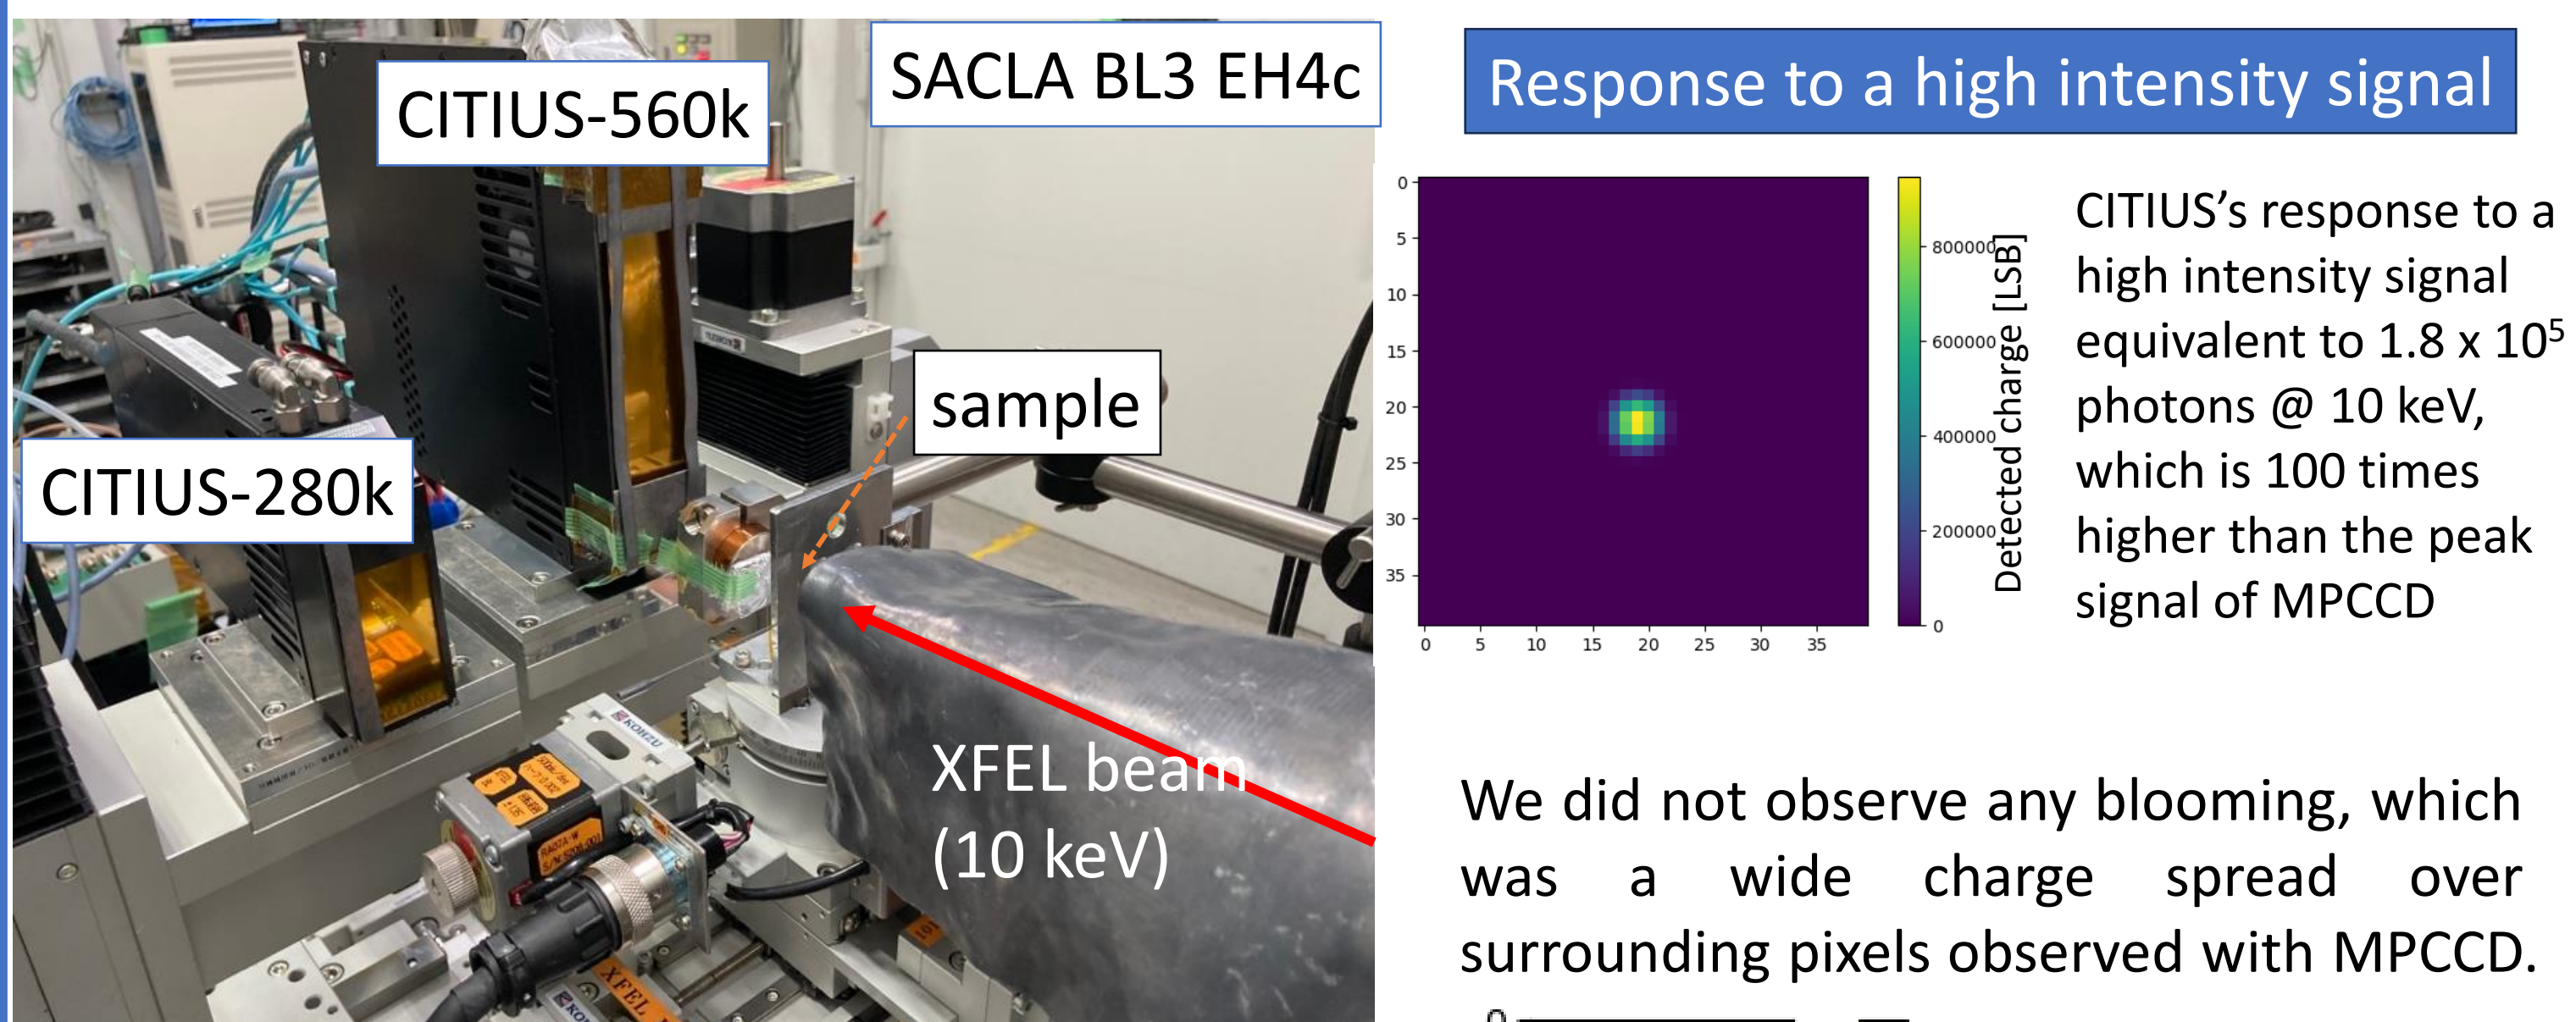 CITIUS-560k
SACLA BL3 EH4c
sample
CITIUS-280k
KOHZU
XFEL beam
(10 keV)
XFEL
Response to a high intensity signal
0
5
10
15
20
25
30
35
0 5 10 15 20 25 30 35
800000
600000
400000
200000
0
Detected charge [LSB]
CITIUS’s response to a
high intensity signal
equivalent to 1.8 x 10⁵
photons @ 10 keV,
which is 100 times
higher than the peak
signal of MPCCD
We did not observe any blooming, which
was a wide charge spread over
surrounding pixels observed with MPCCD.